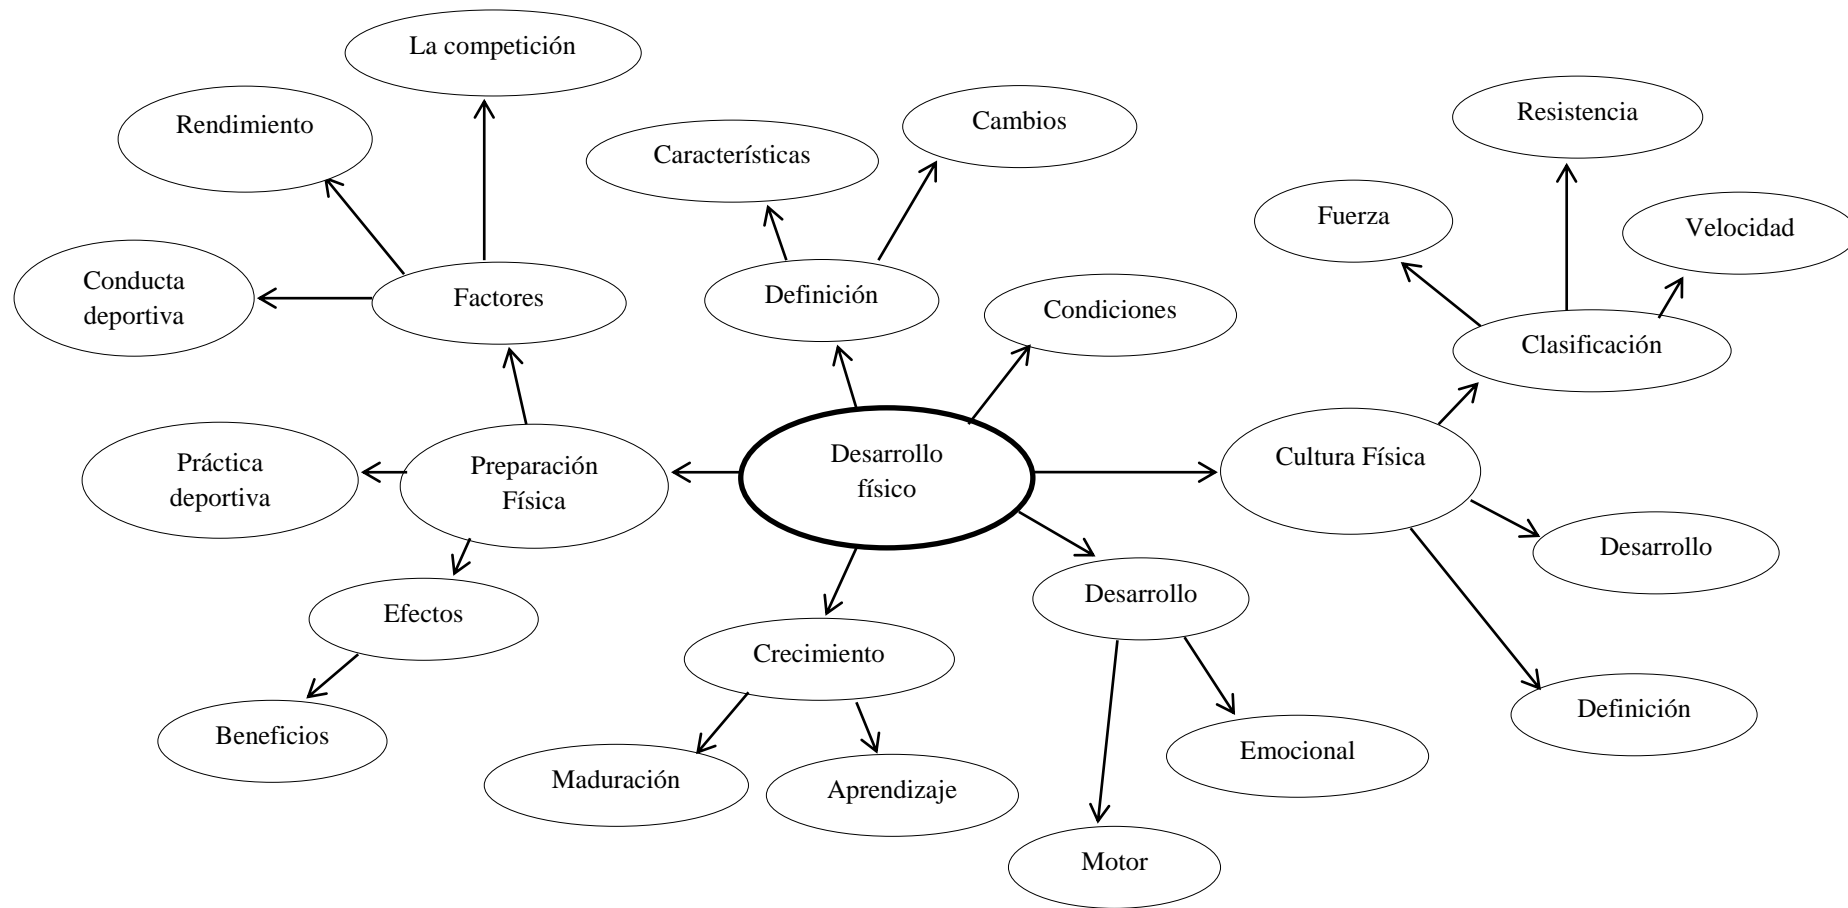 La competición
Rendimiento
Cambios
Características
Resistencia
Fuerza
Velocidad
Conducta
deportiva
Factores
Definición
Condiciones
Clasificación
Práctica
deportiva
Preparación
Física
Desarrollo
físico
Cultura Física
Desarrollo
Efectos
Desarrollo
Crecimiento
Definición
Beneficios
Maduración
Aprendizaje
Emocional
Motor